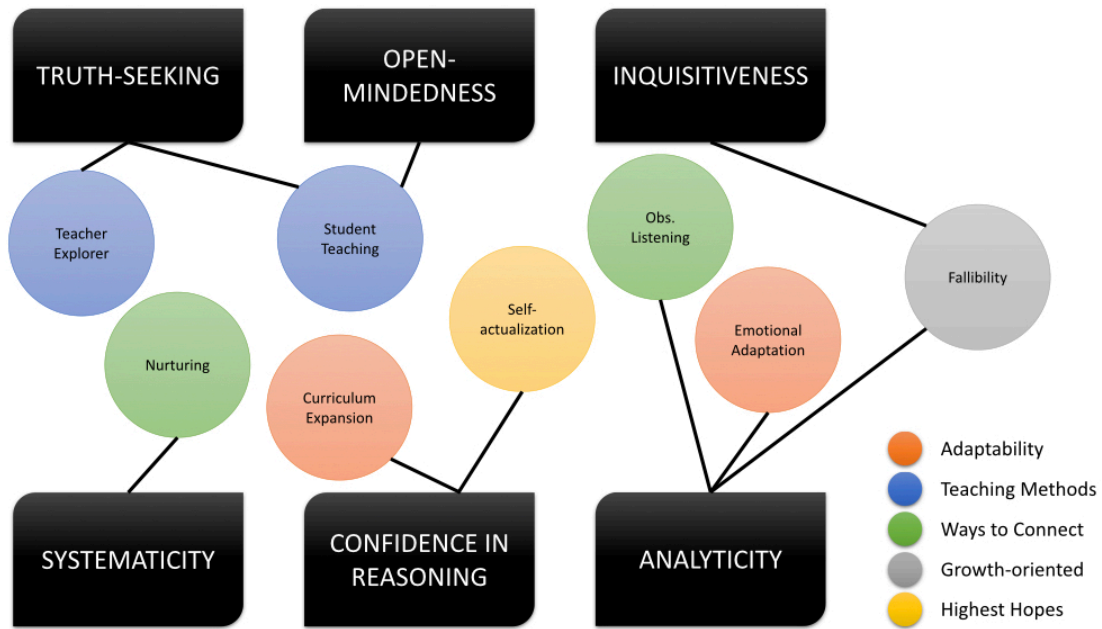 TRUTH-SEEKING
OPEN-
MINDEDNESS
INQUISITIVENESS
Teacher
Explorer
Student
Teaching
Obs.
Listening
Fallibility
Self-
actualization
Emotional
Adaptation
Nurturing
Curriculum
Expansion
SYSTEMATICITY
CONFIDENCE IN
REASONING
ANALYTICITY
Adaptability
Teaching Methods
Ways to Connect
Growth-oriented
Highest Hopes